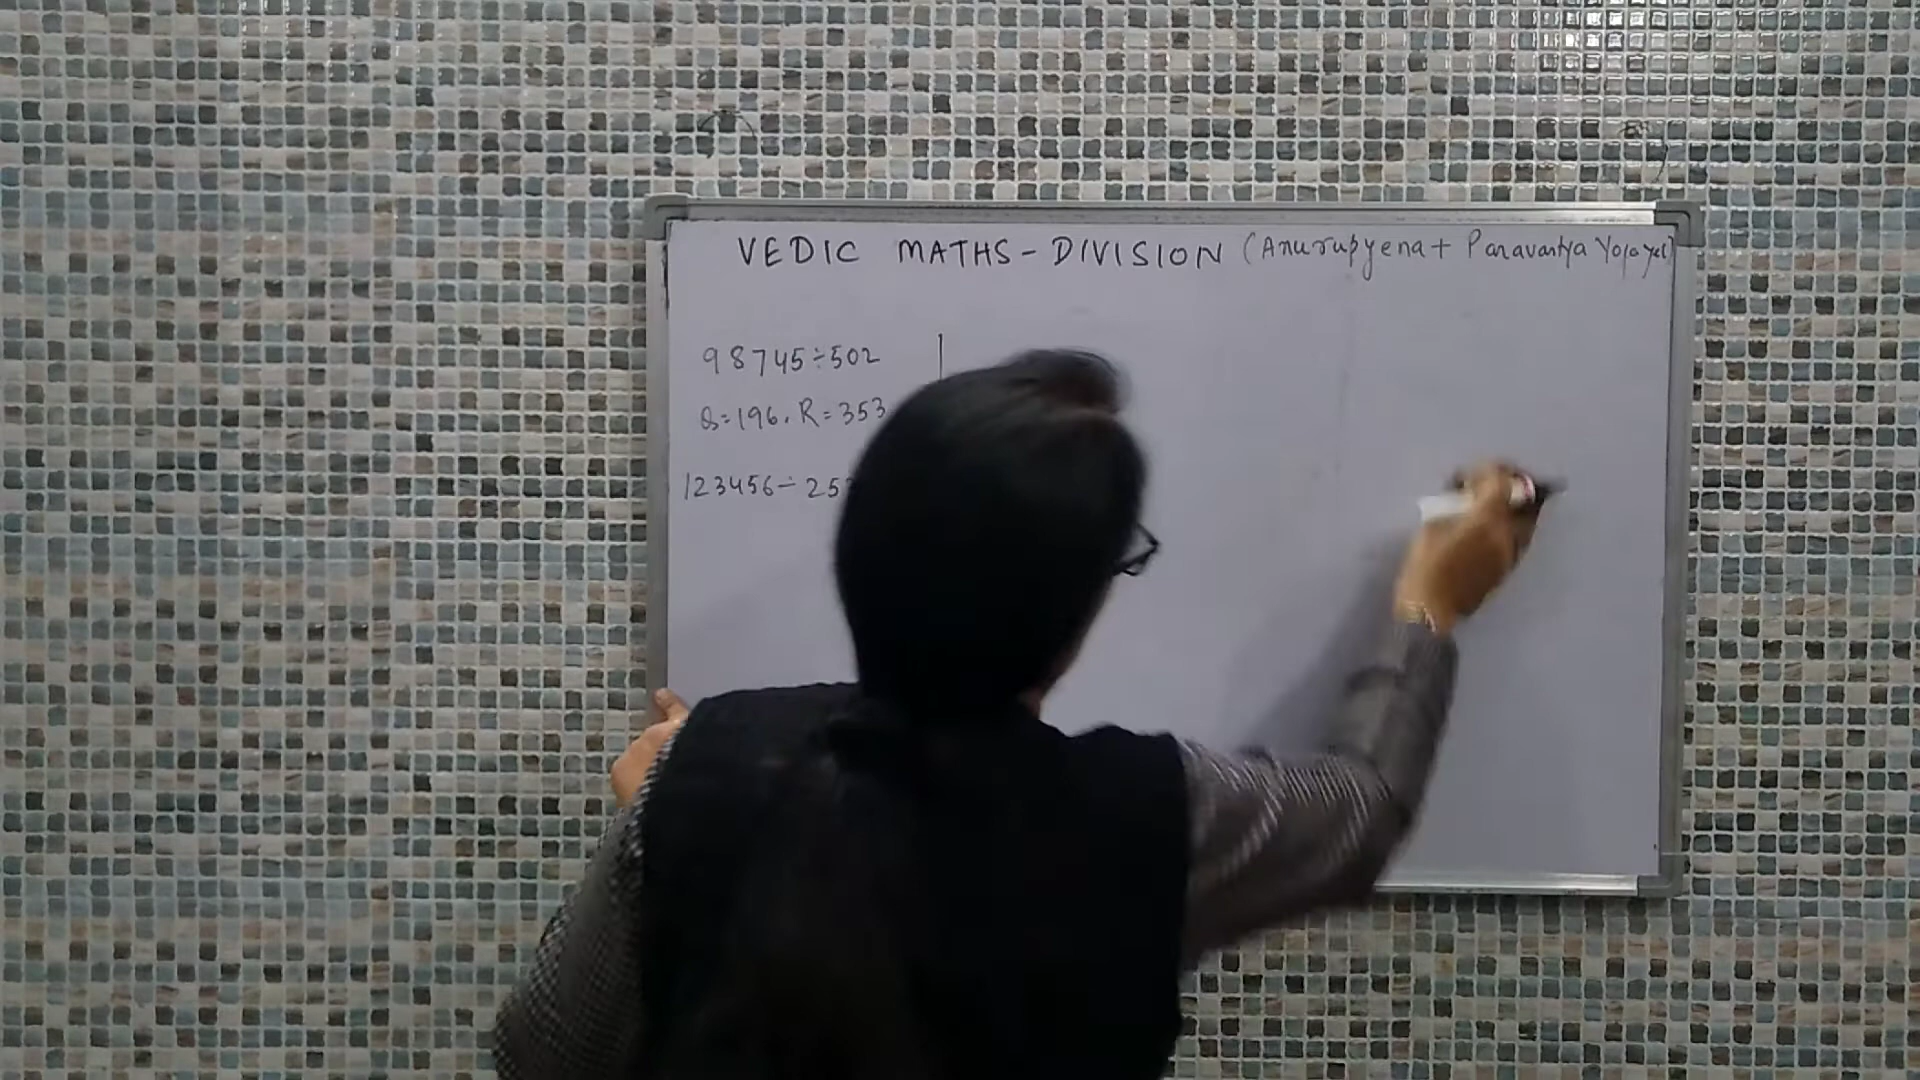 VEDIC MATHS - DIVISION (Anurupyena + Paravartya Yojayet)
98745÷502
Q=196, R=353
123456÷25